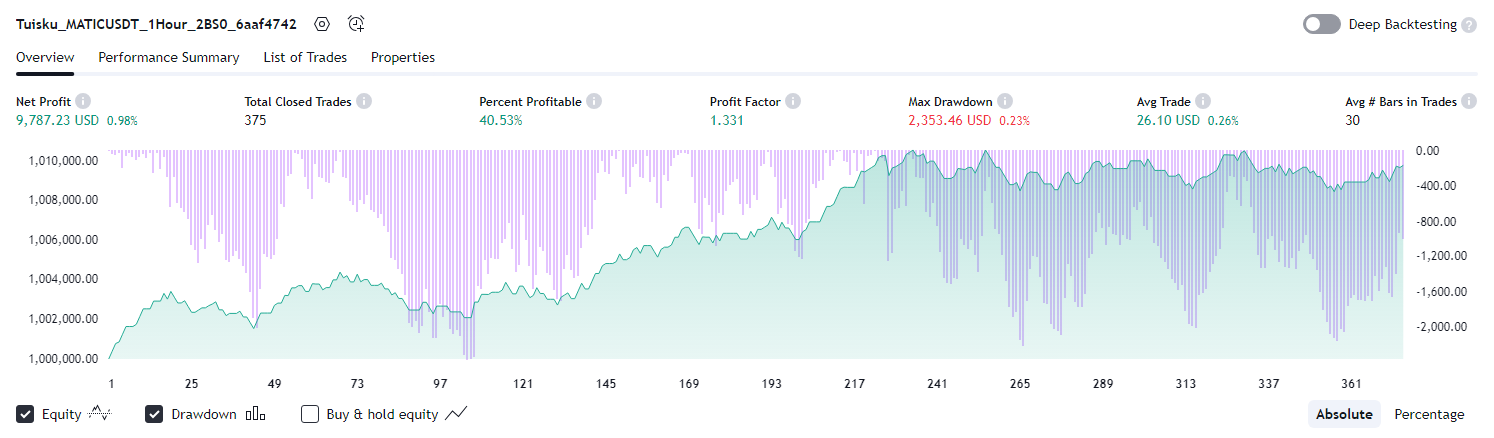 Tuisku_MATICUSDT_1Hour_2BS0_6aaf4742
Deep Backtesting
Overview Performance Summary List of Trades Properties
Net Profit Total Closed Trades Percent Profitable Profit Factor Max Drawdown Avg Trade Avg # Bars in Trades
9,787.23 USD 0.98% 375 40.53% 1.331 2,353.46 USD 0.23% 26.10 USD 0.26% 30
1,010,000.00 0.00
1,008,000.00 -400.00
1,006,000.00 -800.00
1,004,000.00 -1,200.00
1,002,000.00 -1,600.00
1,000,000.00 -2,000.00
1 25 49 73 97 121 145 169 193 217 241 265 289 313 337 361
Equity Drawdown Buy & hold equity Absolute Percentage